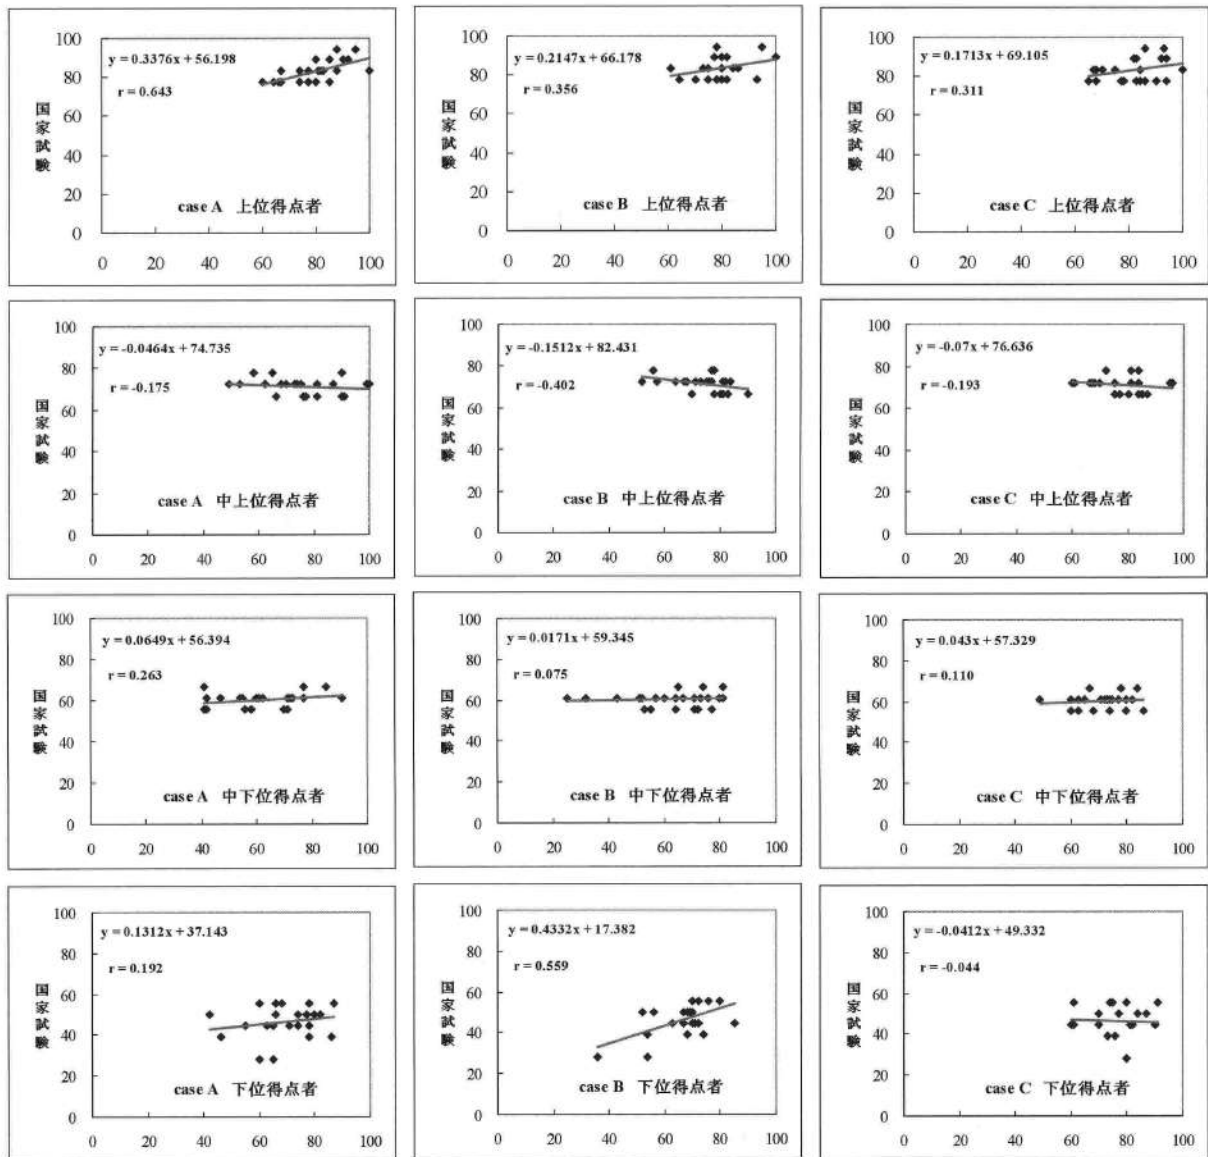 100
80
60
40
20
0
国家試験
y = 0.3376x + 56.198
r = 0.643
case A 上位得点者
0 20 40 60 80 100
100
80
60
40
20
0
国家試験
y = 0.2147x + 66.178
r = 0.356
case B 上位得点者
0 20 40 60 80 100
100
80
60
40
20
0
国家試験
y = 0.1713x + 69.105
r = 0.311
case C 上位得点者
0 20 40 60 80 100
100
80
60
40
20
0
国家試験
y = -0.0464x + 74.735
r = -0.175
case A 中上位得点者
0 20 40 60 80 100
100
80
60
40
20
0
国家試験
y = -0.1512x + 82.431
r = -0.402
case B 中上位得点者
0 20 40 60 80 100
100
80
60
40
20
0
国家試験
y = -0.07x + 76.636
r = -0.193
case C 中上位得点者
0 20 40 60 80 100
100
80
60
40
20
0
国家試験
y = 0.0649x + 56.394
r = 0.263
case A 中下位得点者
0 20 40 60 80 100
100
80
60
40
20
0
国家試験
y = 0.0171x + 59.345
r = 0.075
case B 中下位得点者
0 20 40 60 80 100
100
80
60
40
20
0
国家試験
y = 0.043x + 57.329
r = 0.110
case C 中下位得点者
0 20 40 60 80 100
100
80
60
40
20
0
国家試験
y = 0.1312x + 37.143
r = 0.192
case A 下位得点者
0 20 40 60 80 100
100
80
60
40
20
0
国家試験
y = 0.4332x + 17.382
r = 0.559
case B 下位得点者
0 20 40 60 80 100
100
80
60
40
20
0
国家試験
y = -0.0412x + 49.332
r = -0.044
case C 下位得点者
0 20 40 60 80 100